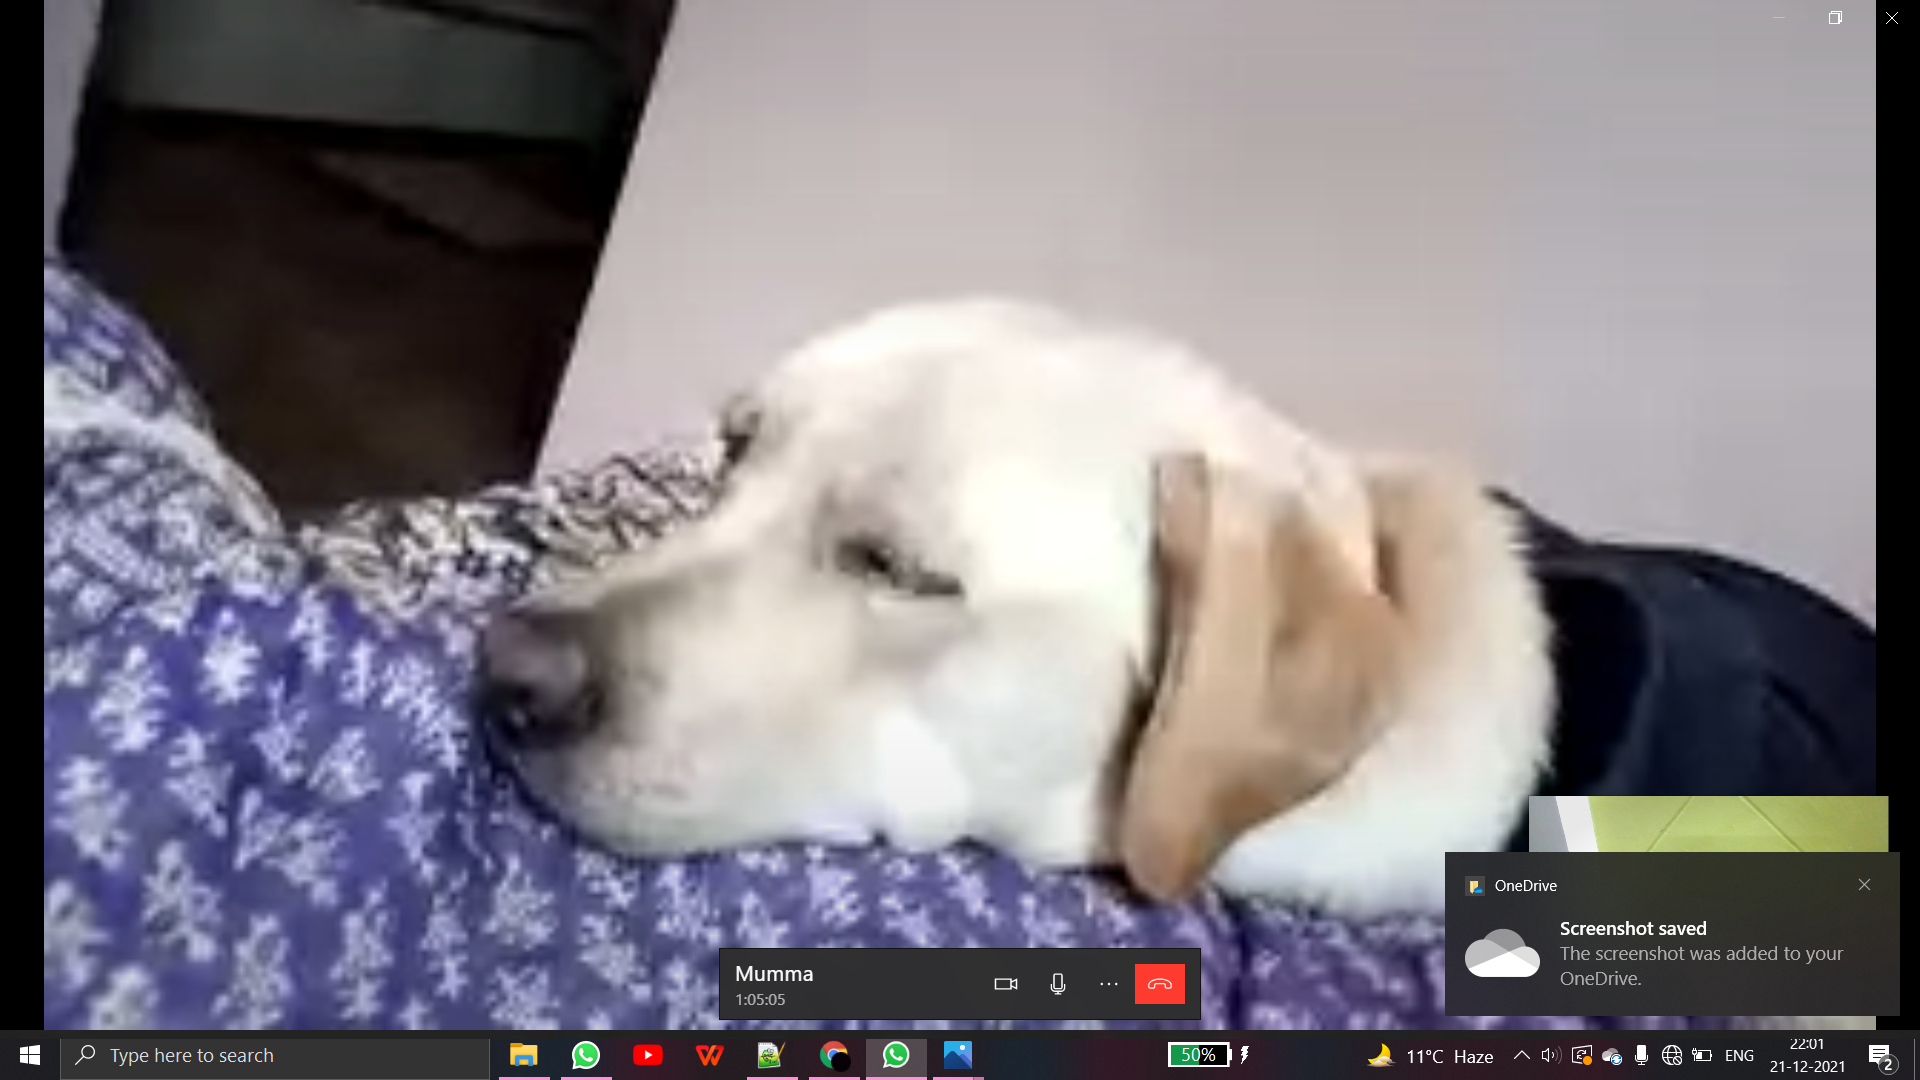 Mumma
1:05:05
OneDrive
Screenshot saved
The screenshot was added to your
OneDrive.
Type here to search
50%
11°C Haze
ENG
22:01
21-12-2021
2